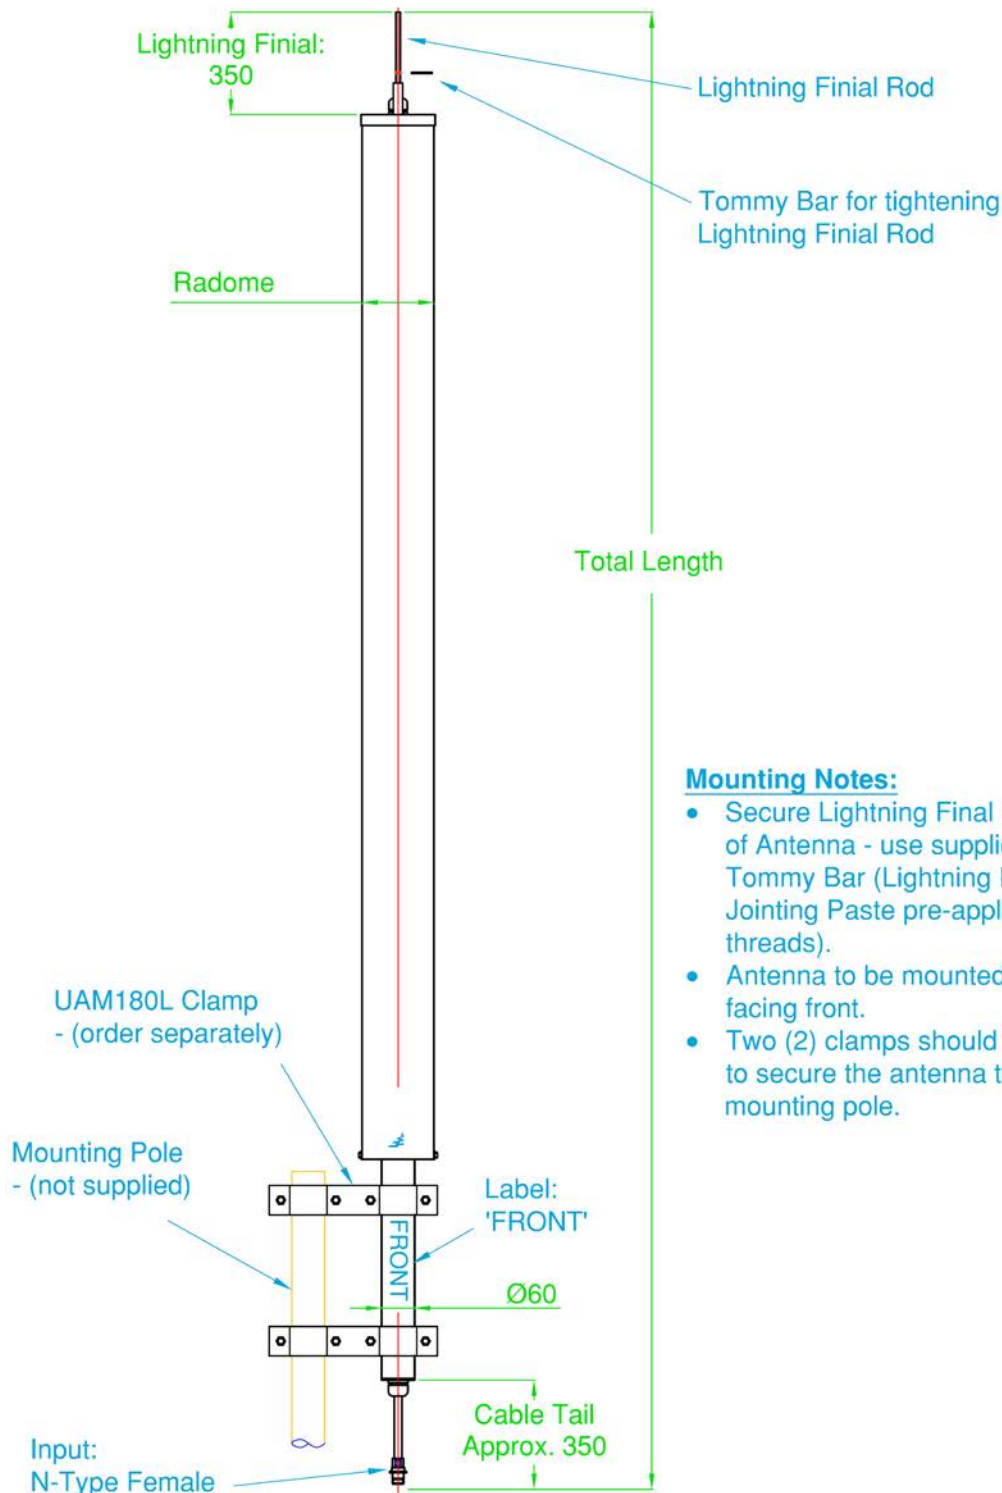 Lightning Finial:
350
Lightning Finial Rod
Tommy Bar for tightening
Lightning Finial Rod
Radome
Total Length
Mounting Notes:
• Secure Lightning Final
of Antenna - use
Tommy Bar (Lightning
Jointing Paste
threads).
• Antenna to be mounted
facing front.
• Two (2) clamps should
to secure the antenna
mounting pole.
UAM180L Clamp
- (order separately)
Mounting Pole
- (not supplied)
Label:
'FRONT'
FRONT
Ø60
Cable Tail
Approx. 350
Input:
N-Type Female